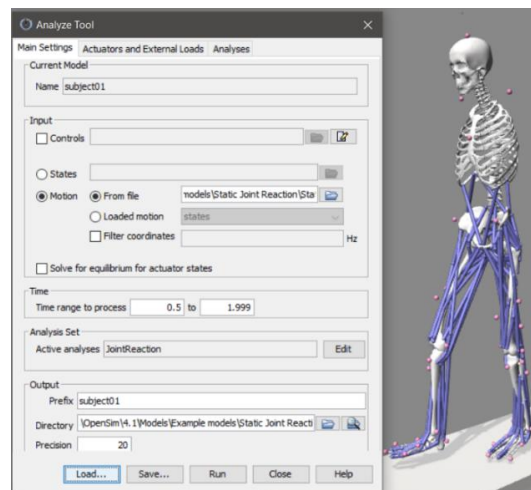 Analyze Tool
Main Settings Actuators and External Loads Analyses
Current Model
Name subject01
Input
Controls
States
Motion From file models\Static Joint Reaction\Sta
Loaded motion states
Filter coordinates Hz
Solve for equilibrium for actuator states
Time
Time range to process 0.5 to 1.999
Analysis Set
Active analyses JointReaction Edit
Output
Prefix subject01
Directory \OpenSim\4.1\Models\Example models\Static Joint Reacti
Precision 20
Load... Save... Run Close Help